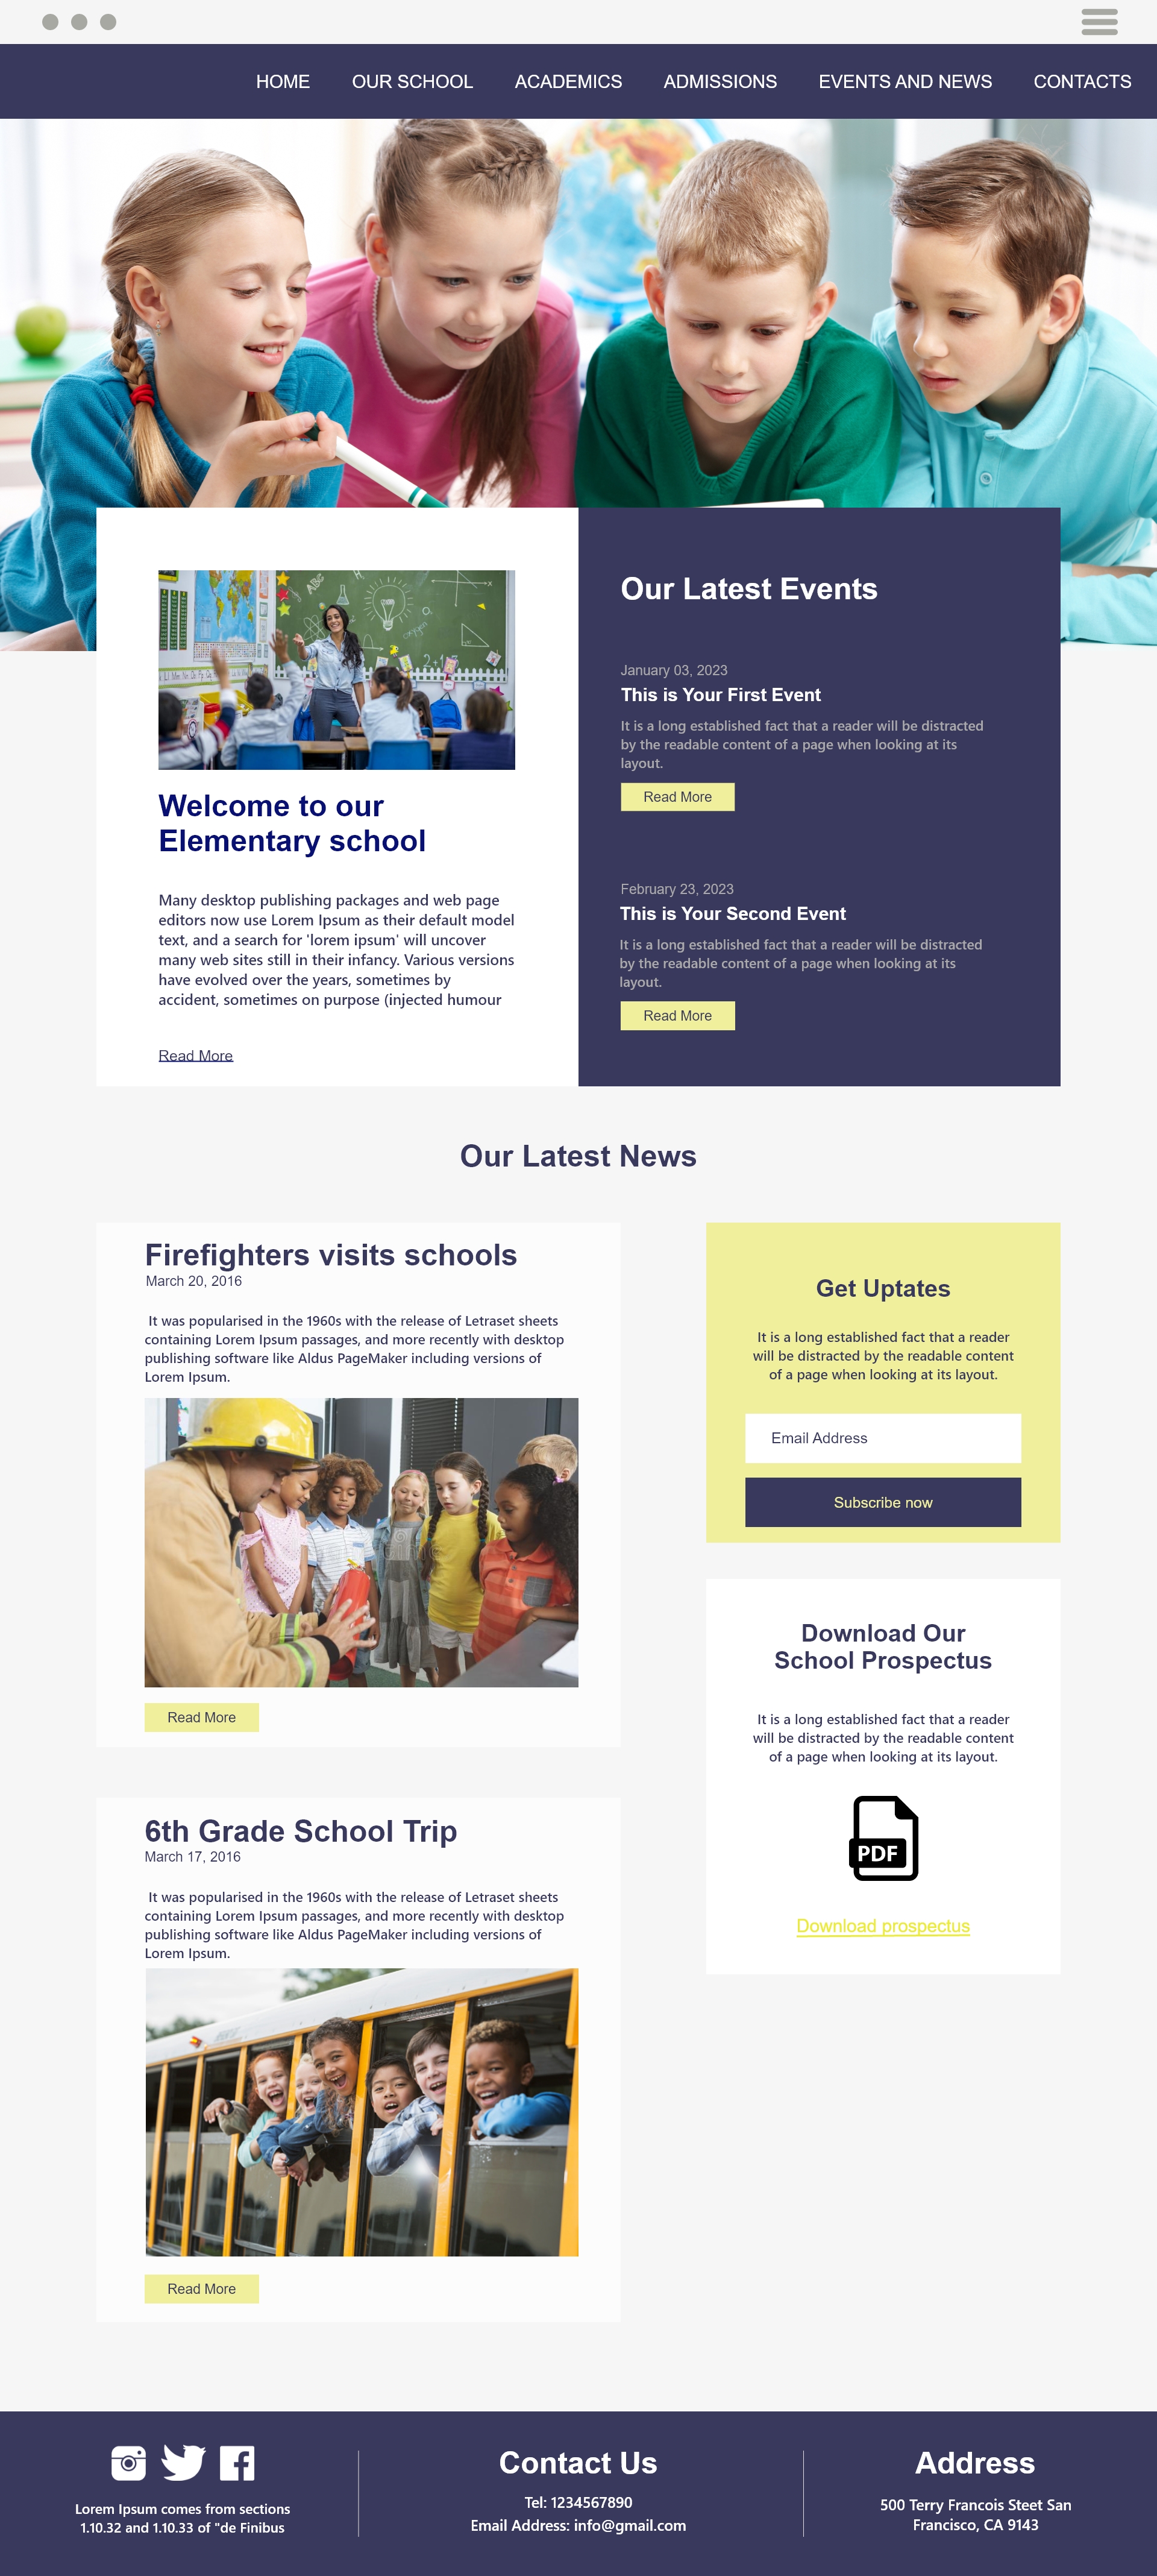 HOME OUR SCHOOL ACADEMICS ADMISSIONS EVENTS AND NEWS CONTACTS
Welcome to our
Elementary school
Many desktop publishing packages and web page
editors now use Lorem Ipsum as their default model
text, and a search for 'lorem ipsum' will uncover
many web sites still in their infancy. Various versions
have evolved over the years, sometimes by
accident, sometimes on purpose (injected humour
Read More
Our Latest Events
January 03, 2023
This is Your First Event
It is a long established fact that a reader will be distracted
by the readable content of a page when looking at its
layout.
Read More
February 23, 2023
This is Your Second Event
It is a long established fact that a reader will be distracted
by the readable content of a page when looking at its
layout.
Read More
Our Latest News
Firefighters visits schools
March 20, 2016
It was popularised in the 1960s with the release of Letraset sheets
containing Lorem Ipsum passages, and more recently with desktop
publishing software like Aldus PageMaker including versions of
Lorem Ipsum.
Read More
6th Grade School Trip
March 17, 2016
It was popularised in the 1960s with the release of Letraset sheets
containing Lorem Ipsum passages, and more recently with desktop
publishing software like Aldus PageMaker including versions of
Lorem Ipsum.
Read More
Get Uptates
It is a long established fact that a reader
will be distracted by the readable content
of a page when looking at its layout.
Email Address
Subscribe now
Download Our
School Prospectus
It is a long established fact that a reader
will be distracted by the readable content
of a page when looking at its layout.
PDF
Download prospectus
Lorem Ipsum comes from sections
1.10.32 and 1.10.33 of "de Finibus
Contact Us
Tel: 1234567890
Email Address: info@gmail.com
Address
500 Terry Francois Steet San
Francisco, CA 9143